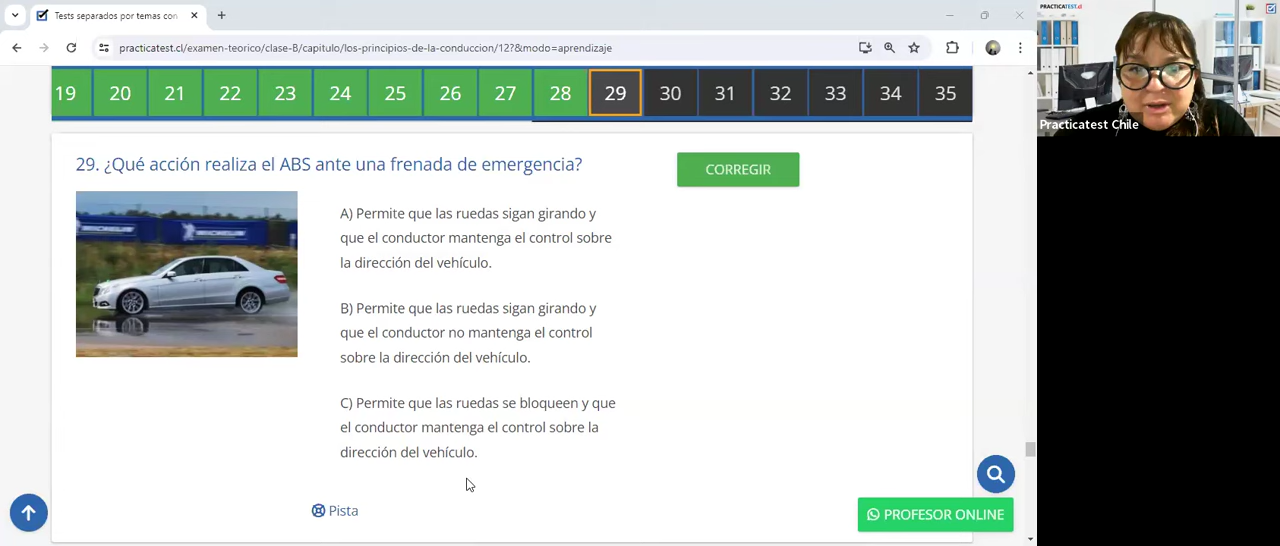 Tests separados por temas con
practicatest.cl/examen-teorico/clase-B/capitulo/los-principios-de-la-conduccion/12?&modo=aprendizaje
PRACTICATEST.cl
19 20 21 22 23 24 25 26 27 28 29 30 31 32 33 34 35
Practicatest Chile
29. ¿Qué acción realiza el ABS ante una frenada de emergencia?
CORREGIR
MICHELIN
MICHELIN
A) Permite que las ruedas sigan girando y
que el conductor mantenga el control sobre
la dirección del vehículo.
B) Permite que las ruedas sigan girando y
que el conductor no mantenga el control
sobre la dirección del vehículo.
C) Permite que las ruedas se bloqueen y que
el conductor mantenga el control sobre la
dirección del vehículo.
Pista
PROFESOR ONLINE